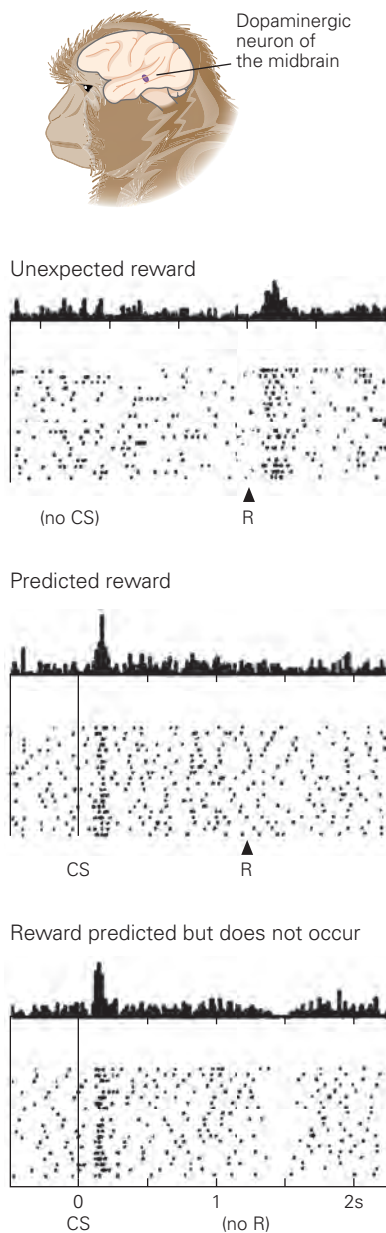 Dopaminergic
neuron of
the midbrain
Unexpected reward
(no CS)
R
Predicted reward
CS
R
Reward predicted but does not occur
0 1 2s
CS (no R)